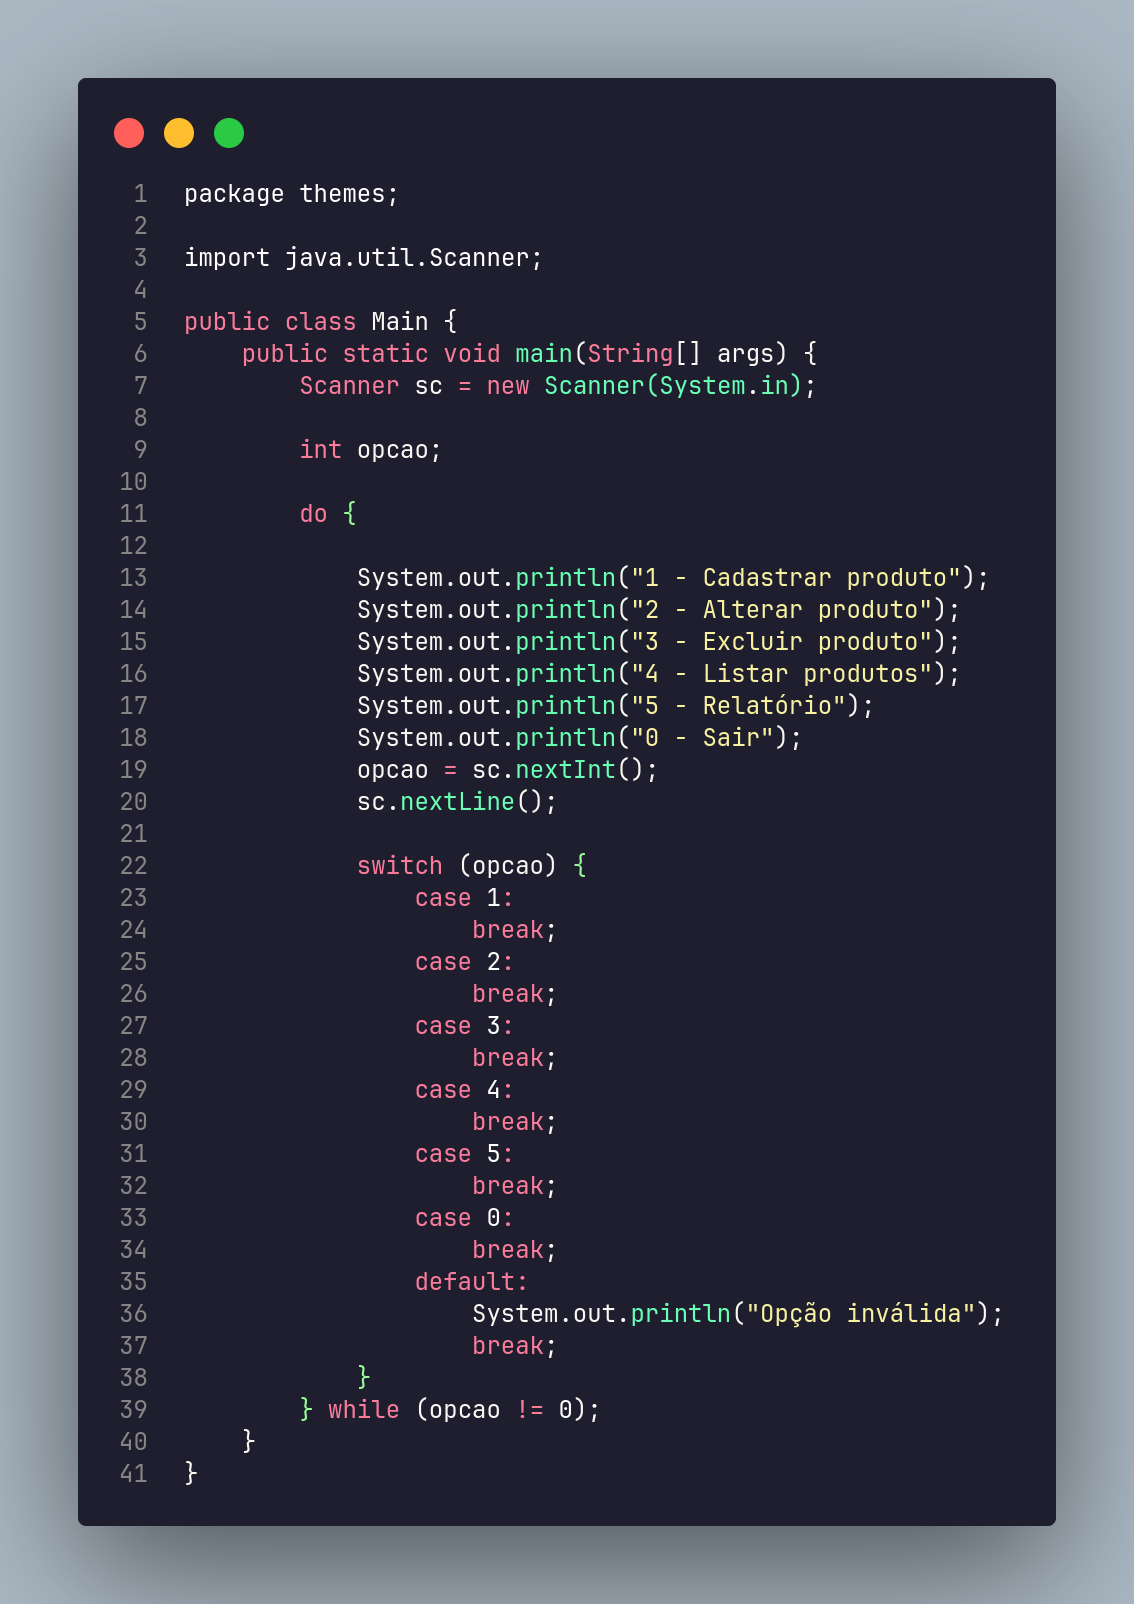 1 package themes;
2
3 import java.util.Scanner;
4
5 public class Main {
6     public static void main(String[] args) {
7         Scanner sc = new Scanner(System.in);
8
9         int opcao;
10
11         do {
12
13             System.out.println("1 - Cadastrar produto");
14             System.out.println("2 - Alterar produto");
15             System.out.println("3 - Excluir produto");
16             System.out.println("4 - Listar produtos");
17             System.out.println("5 - Relatório");
18             System.out.println("0 - Sair");
19             opcao = sc.nextInt();
20             sc.nextLine();
21
22             switch (opcao) {
23                 case 1:
24                     break;
25                 case 2:
26                     break;
27                 case 3:
28                     break;
29                 case 4:
30                     break;
31                 case 5:
32                     break;
33                 case 0:
34                     break;
35                 default:
36                     System.out.println("Opção inválida");
37                     break;
38             }
39         } while (opcao != 0);
40     }
41 }